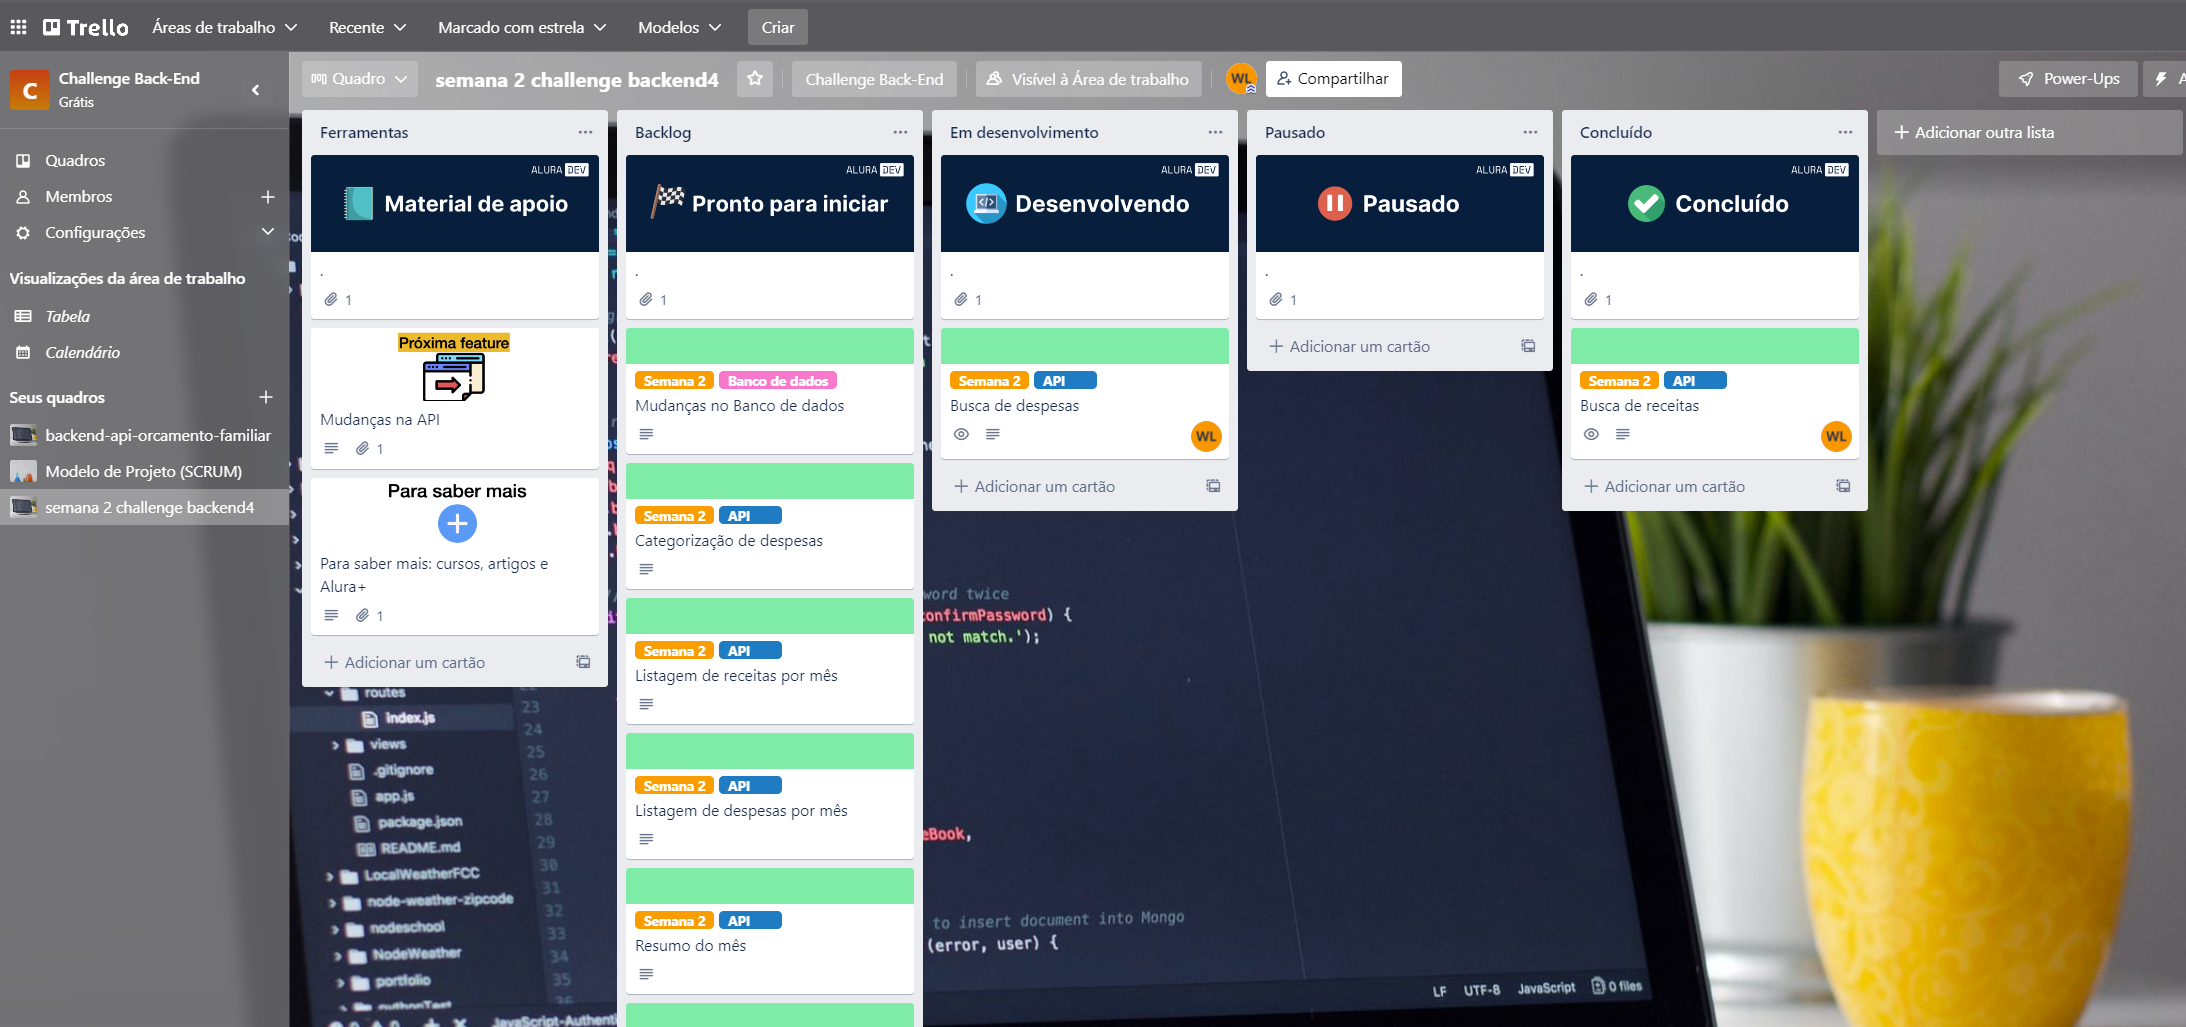 Trello
Áreas de trabalho
Recente
Marcado com estrela
Modelos
Criar
C
Challenge Back-End
Grátis
Quadro
semana 2 challenge backend4
Challenge Back-End
Visível à Área de trabalho
WL
Compartilhar
Power-Ups
A
Quadros
Membros
Configurações
Visualizações da área de trabalho
Tabela
Calendário
Seus quadros
backend-api-orcamento-familiar
Modelo de Projeto (SCRUM)
semana 2 challenge backend4
Ferramentas
ALURA DEV
Material de apoio
.
1
Próxima feature
Mudanças na API
1
Para saber mais
Para saber mais: cursos, artigos e
Alura+
1
Adicionar um cartão
Backlog
ALURA DEV
Pronto para iniciar
.
1
Semana 2 Banco de dados
Mudanças no Banco de dados
Semana 2 API
Categorização de despesas
Semana 2 API
Listagem de receitas por mês
Semana 2 API
Listagem de despesas por mês
Semana 2 API
Resumo do mês
Em desenvolvimento
ALURA DEV
Desenvolvendo
.
1
Semana 2 API
Busca de despesas
WL
Adicionar um cartão
Pausado
ALURA DEV
Pausado
.
1
Adicionar um cartão
Concluído
ALURA DEV
Concluído
.
1
Semana 2 API
Busca de receitas
WL
Adicionar um cartão
Adicionar outra lista
word twice
confirmPassword) {
not match.');
eBook,
to insert document into Mongo
(error, user) {
routes
index.js
views
.gitignore
app.js
package.json
README.md
LocalWeatherFCC
node-weather-zipcode
nodeschool
NodeWeather
portfolio
pythonTest
23
24
25
26
27
28
29
30
31
32
33
34
35
36
JavaScript-Authenti
LF UTF-8 JavaScript 0 files